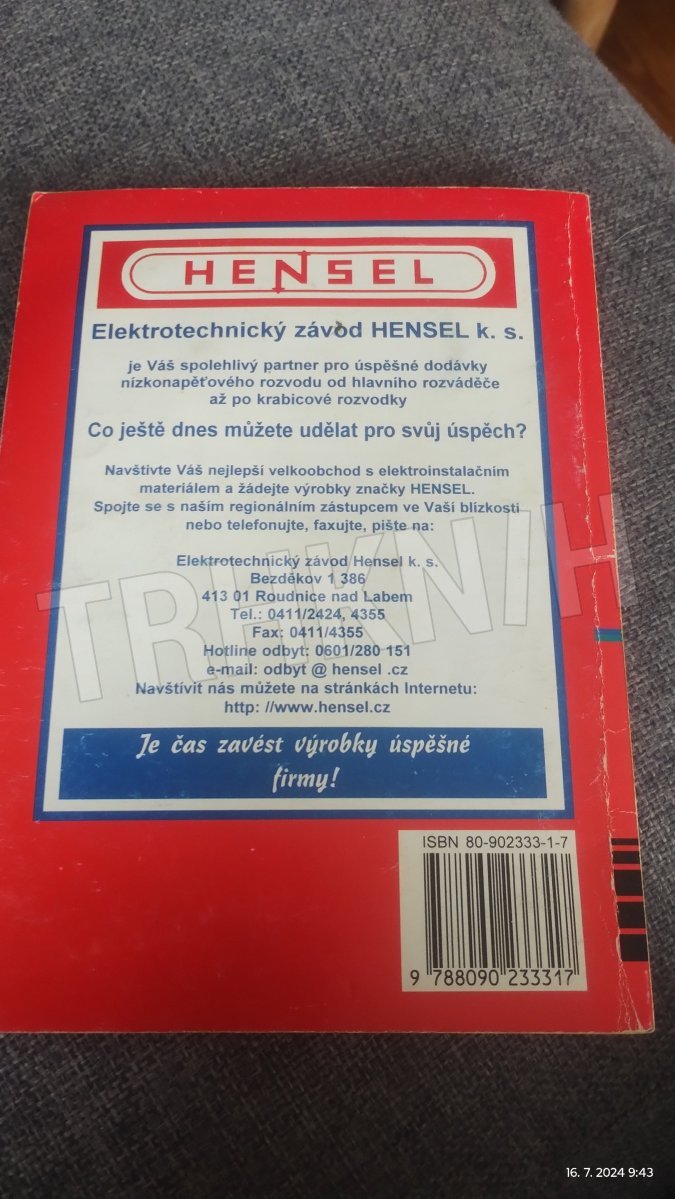 HENSEL
Elektrotechnický závod HENSEL k. s.
je Váš spolehlivý partner pro úspěšné dodávky
nízkonapěťového rozvodu od hlavního rozváděče
až po krabicové rozvodky
Co ještě dnes můžete udělat pro svůj úspěch?
Navštivte Váš nejlepší velkoobchod s elektroinstalačním
materiálem a žádejte výrobky značky HENSEL.
Spojte se s naším regionálním zástupcem ve Vaší blízkosti
nebo telefonujte, faxujte, pište na:
Elektrotechnický závod Hensel k. s.
Bezděkov 1 386
413 01 Roudnice nad Labem
Tel.: 0411/2424, 4355
Fax: 0411/4355
Hotline odbyt: 0601/280 151
e-mail: odbyt @ hensel .cz
Navštívit nás můžete na stránkách Internetu:
http: //www.hensel.cz
Je čas zavést výrobky úspěšné
firmy!
TRHKNIH
ISBN 80-902333-1-7
9 788090 233317
16. 7. 2024 9:43